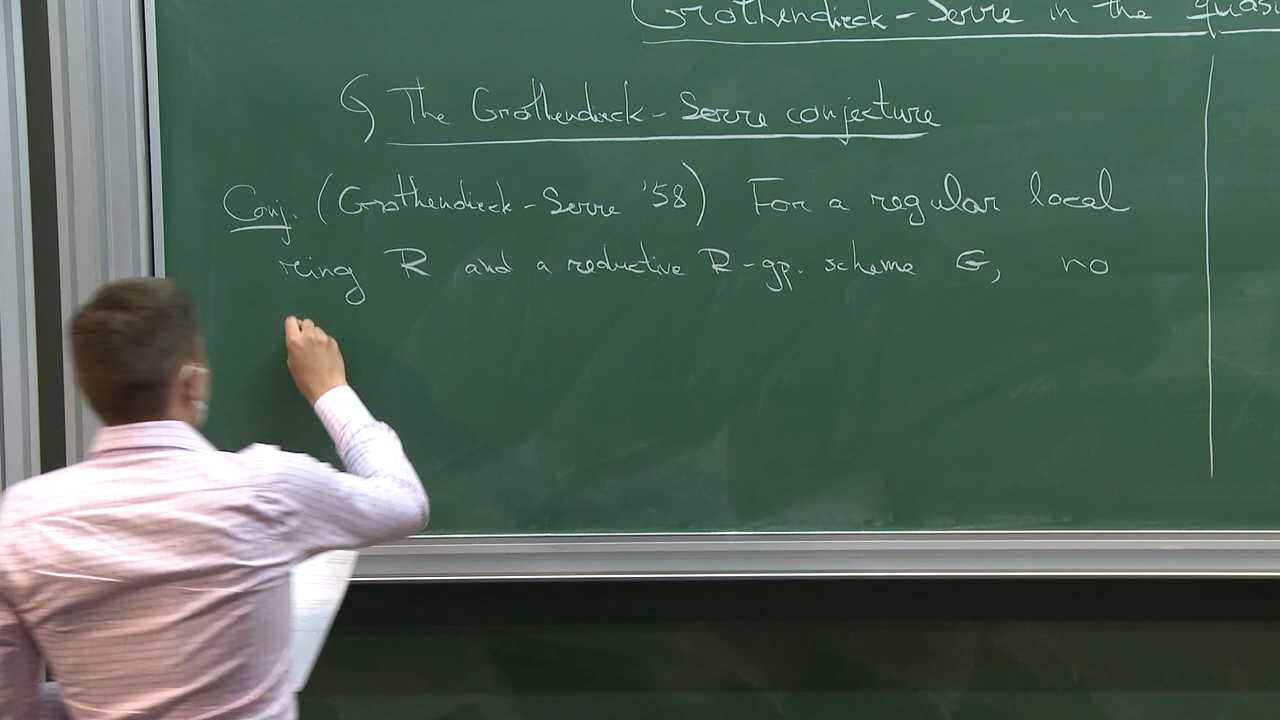 Grothendieck - Serre in the quasi
§ The Grothendieck - Serre conjecture
Conj. (Grothendieck - Serre '58) For a regular local
ring R and a reductive R-gp. scheme G, no